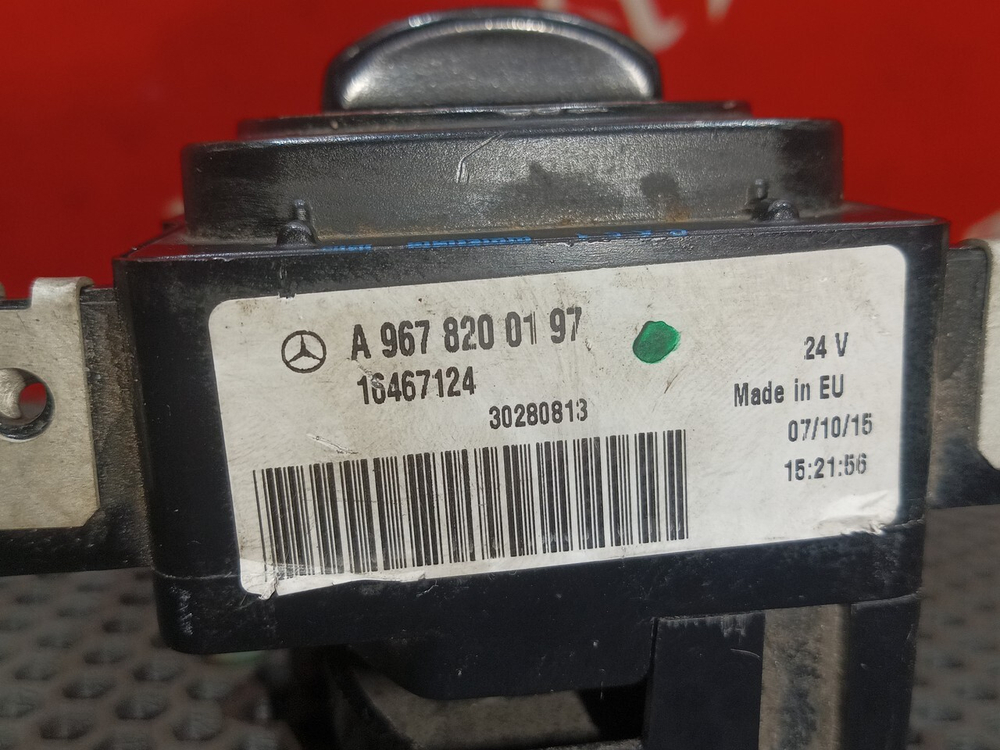 A 967 820 01 97
16467124
30280813
24 V
Made in EU
07/10/15
15:21:56